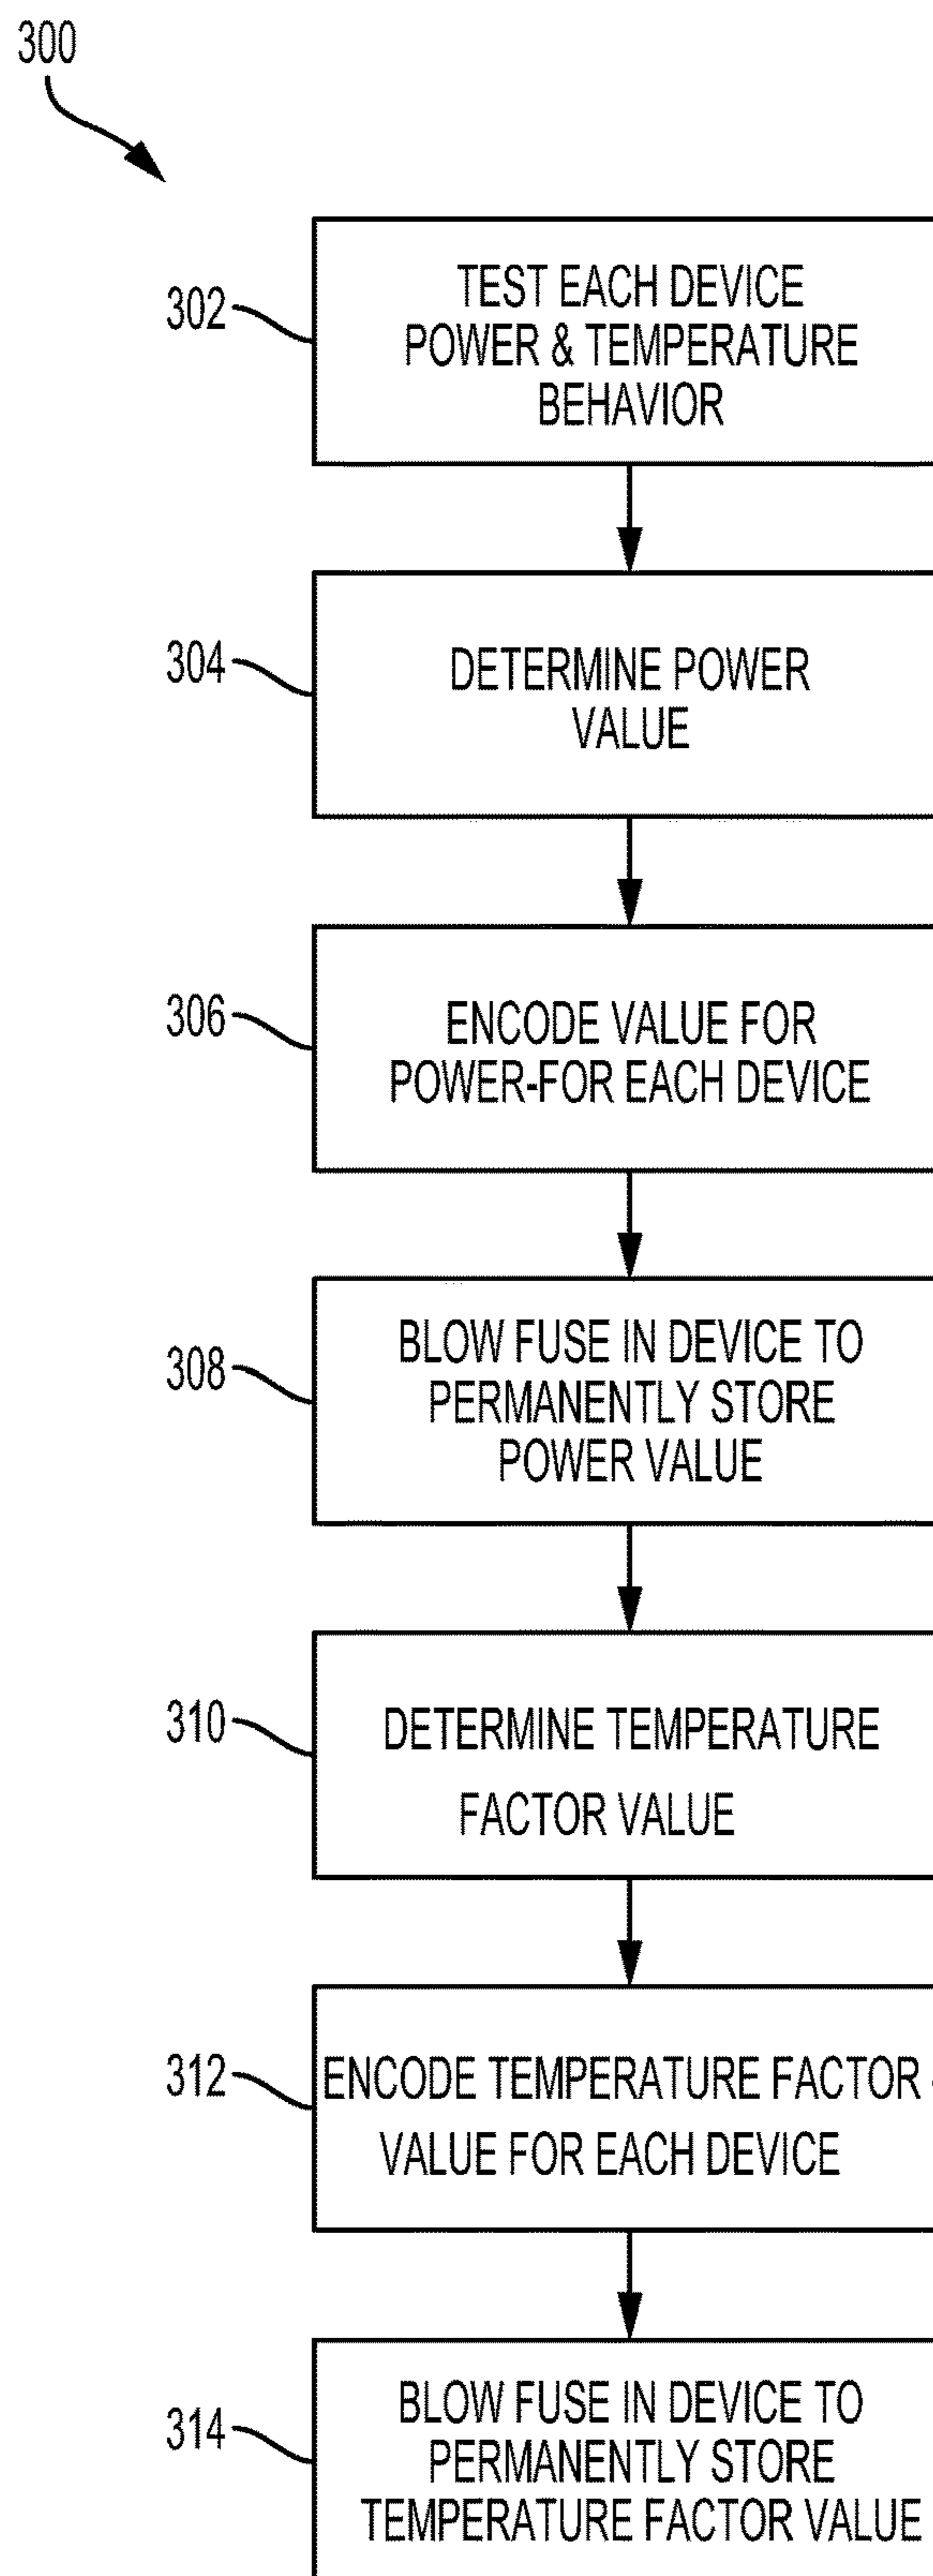 300
302
TEST EACH DEVICE
POWER & TEMPERATURE
BEHAVIOR
304
DETERMINE POWER
VALUE
306
ENCODE VALUE FOR
POWER-FOR EACH DEVICE
308
BLOW FUSE IN DEVICE TO
PERMANENTLY STORE
POWER VALUE
310
DETERMINE TEMPERATURE
FACTOR VALUE
312
ENCODE TEMPERATURE FACTOR -
VALUE FOR EACH DEVICE
314
BLOW FUSE IN DEVICE TO
PERMANENTLY STORE
TEMPERATURE FACTOR VALUE